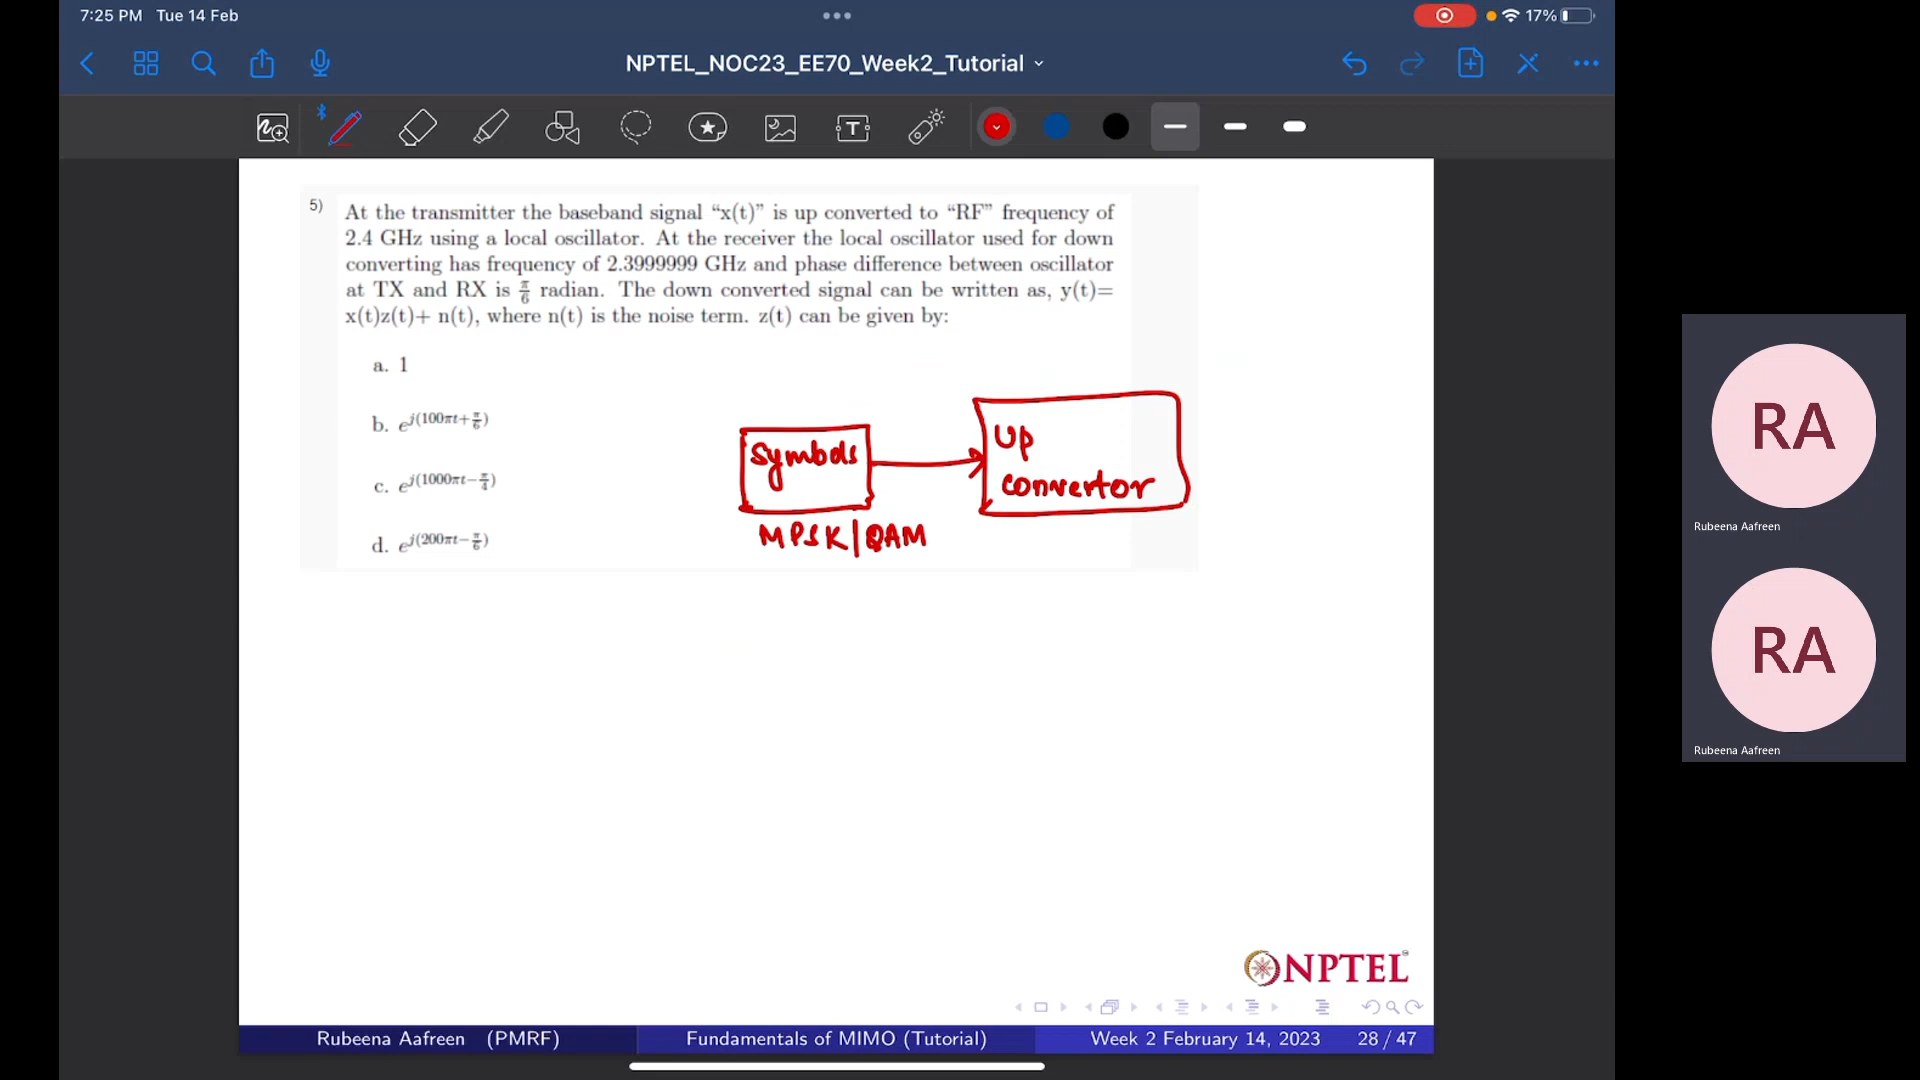 7:25 PM Tue 14 Feb
17%
NPTEL_NOC23_EE70_Week2_Tutorial
T
5) At the transmitter the baseband signal “x(t)” is up converted to “RF” frequency of
2.4 GHz using a local oscillator. At the receiver the local oscillator used for down
converting has frequency of 2.3999999 GHz and phase difference between oscillator
at TX and RX is π/6 radian. The down converted signal can be written as, y(t)=
x(t)z(t)+ n(t), where n(t) is the noise term. z(t) can be given by:
a. 1
b. e^{j(100πt+π/6)}
c. e^{j(1000πt−π/4)}
d. e^{j(200πt−π/6)}
Symbols
MPSK|QAM
Up
convertor
NPTEL
Rubeena Aafreen (PMRF)
Fundamentals of MIMO (Tutorial)
Week 2 February 14, 2023
28 / 47
RA
Rubeena Aafreen
RA
Rubeena Aafreen